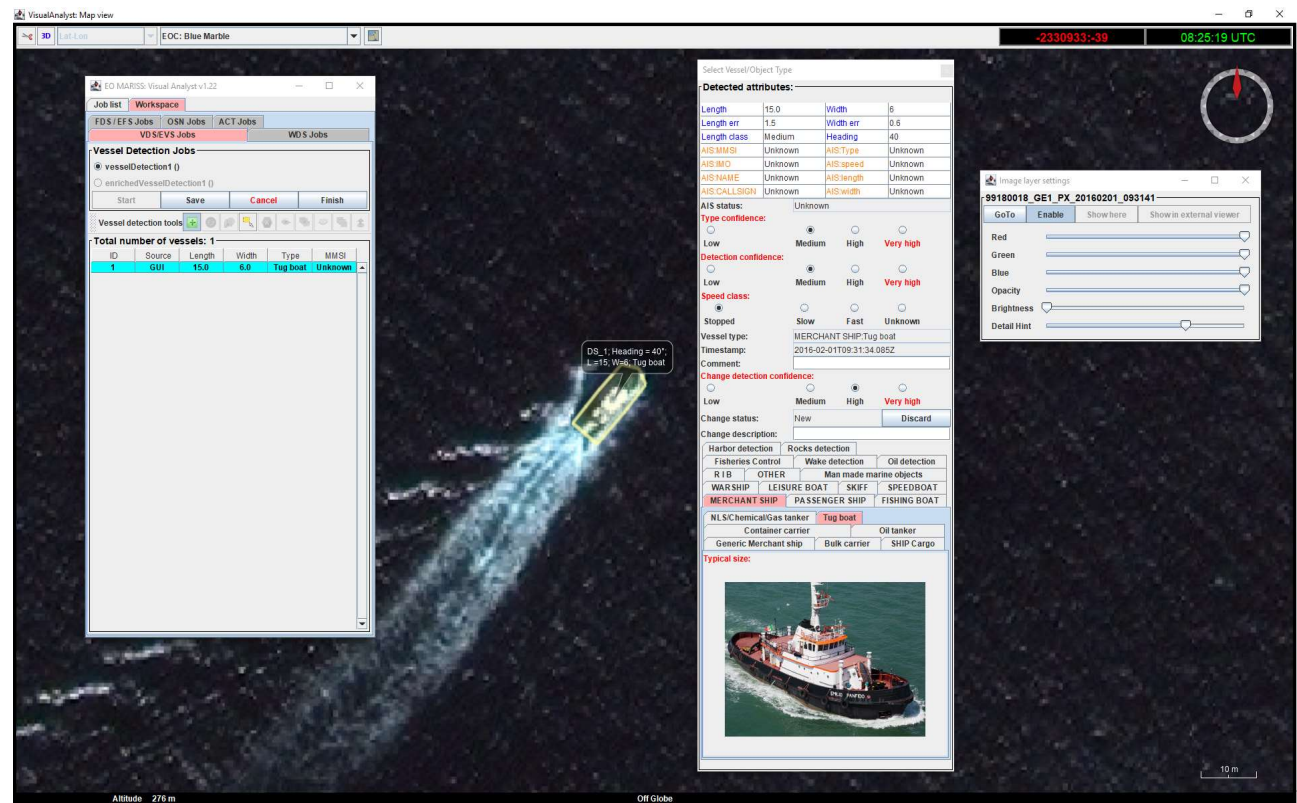 VisualAnalyst: Map view
3D Lat-Lon EOC: Blue Marble -2330933:-39 08:25:19 UTC
EO MARISS: Visual Analyst v1.22
Job list Workspace
FDS / EFS Jobs OSN Jobs ACT Jobs
VDS/EVS Jobs WDS Jobs
Vessel Detection Jobs
vesselDetection1 ()
enrichedVesselDetection1 ()
Start Save Cancel Finish
Vessel detection tools
Total number of vessels: 1
ID Source Length Width Type MMSI
1 GUI 15.0 6.0 Tug boat Unknown
DS_1; Heading = 40°;
L =15; W=6; Tug boat
Select Vessel/Object Type
Detected attributes:
Length 15.0 Width 6
Length err 1.5 Width err 0.6
Length class Medium Heading 40
AIS:MMSI Unknown AIS:Type Unknown
AIS:IMO Unknown AIS:speed Unknown
AIS:NAME Unknown AIS:length Unknown
AIS:CALLSIGN Unknown AIS:width Unknown
AIS status: Unknown
Type confidence:
Low Medium High Very high
Detection confidence:
Low Medium High Very high
Speed class:
Stopped Slow Fast Unknown
Vessel type: MERCHANT SHIP:Tug boat
Timestamp: 2016-02-01T09:31:34.085Z
Comment:
Change detection confidence:
Low Medium High Very high
Change status: New Discard
Change description:
Harbor detection Rocks detection
Fisheries Control Wake detection Oil detection
R I B OTHER Man made marine objects
WARSHIP LEISURE BOAT SKIFF SPEEDBOAT
MERCHANT SHIP PASSENGER SHIP FISHING BOAT
NLS/Chemical/Gas tanker Tug boat
Container carrier Oil tanker
Generic Merchant ship Bulk carrier SHIP Cargo
Typical size:
Image layer settings
99180018_GE1_PX_20160201_093141
GoTo Enable Show here Show in external viewer
Red
Green
Blue
Opacity
Brightness
Detail Hint
10 m
Altitude 276 m Off Globe